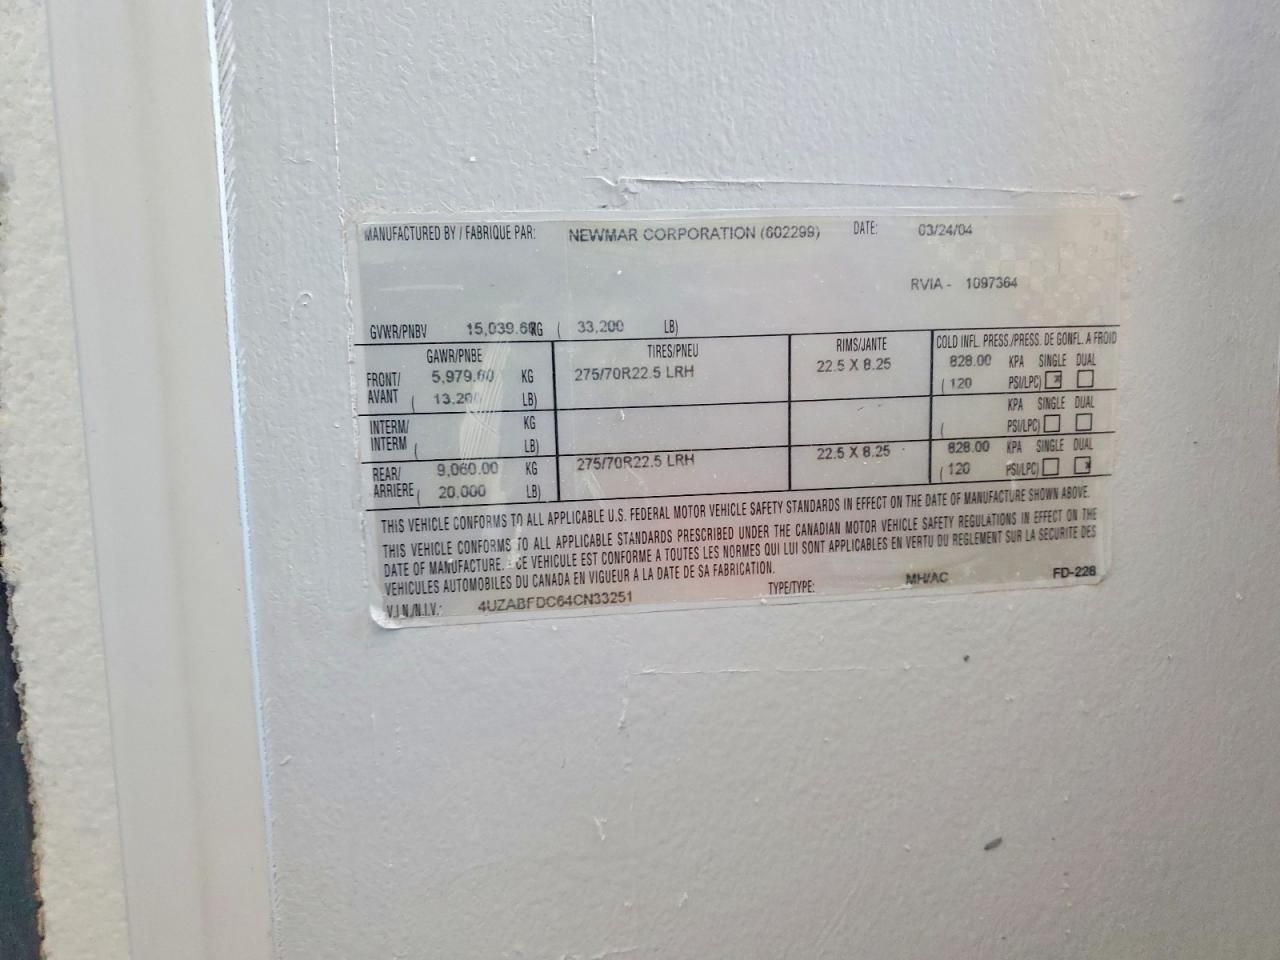 MANUFACTURED BY / FABRIQUE PAR: NEWMAR CORPORATION (602299) DATE: 03/24/04
RVIA - 1097364
GVWR/PNBV 15,039.60 KG ( 33,200 LB)
GAWR/PNBE TIRES/PNEU RIMS/JANTE COLD INFL. PRESS./PRESS. DE GONFL. A FROID
FRONT/ 5,979.60 KG 275/70R22.5 LRH 22.5 X 8.25 828.00 KPA SINGLE DUAL
AVANT ( 13,200 LB) ( 120 PSI/LPC)
INTERM/ KG KPA SINGLE DUAL
INTERM ( LB) ( PSI/LPC)
REAR/ 9,060.00 KG 275/70R22.5 LRH 22.5 X 8.25 828.00 KPA SINGLE DUAL
ARRIERE ( 20,000 LB) ( 120 PSI/LPC)
THIS VEHICLE CONFORMS TO ALL APPLICABLE U.S. FEDERAL MOTOR VEHICLE SAFETY STANDARDS IN EFFECT ON THE DATE OF MANUFACTURE SHOWN ABOVE.
THIS VEHICLE CONFORMS TO ALL APPLICABLE STANDARDS PRESCRIBED UNDER THE CANADIAN MOTOR VEHICLE SAFETY REGULATIONS IN EFFECT ON THE
DATE OF MANUFACTURE. CE VEHICULE EST CONFORME A TOUTES LES NORMES QUI LUI SONT APPLICABLES EN VERTU DU REGLEMENT SUR LA SECURITE DES
VEHICULES AUTOMOBILES DU CANADA EN VIGUEUR A LA DATE DE SA FABRICATION.
V.I.N./N.I.V.: 4UZABFDC64CN33251 TYPE/TYPE: MH/AC FD-228